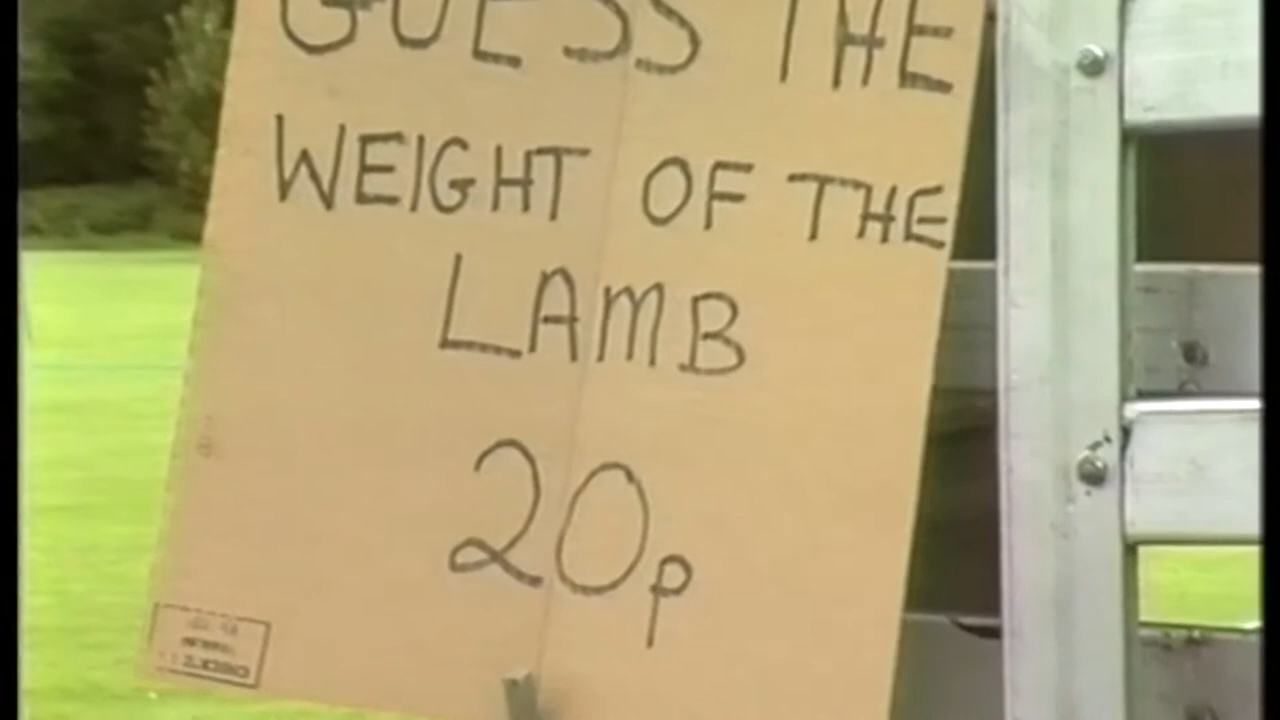 GUESS THE
WEIGHT OF THE
LAMB
20p